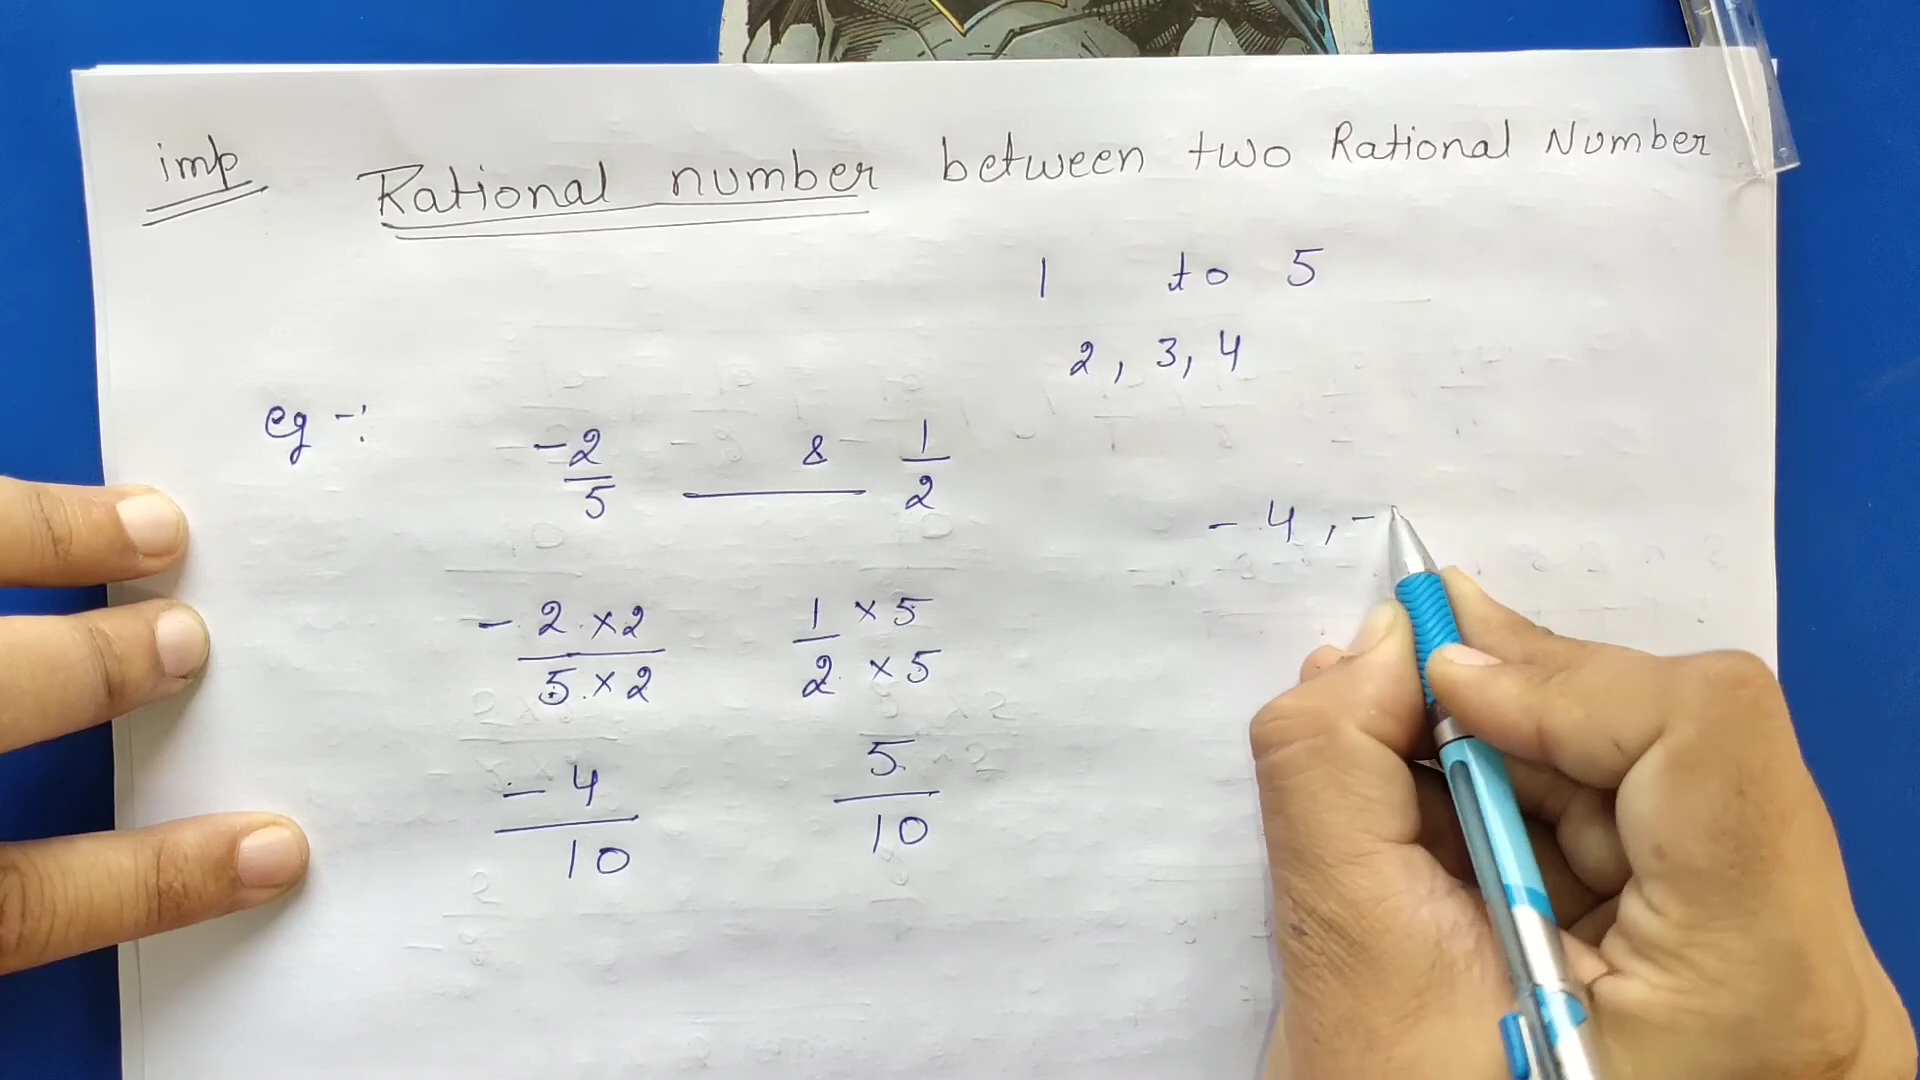 imp Rational number between two Rational Number
1 to 5
2 , 3, 4
eg -: -2/5 & 1/2
- 4 , -
- 2 × 2 / 5 × 2 1 × 5 / 2 × 5
- 4 / 10 5 / 10